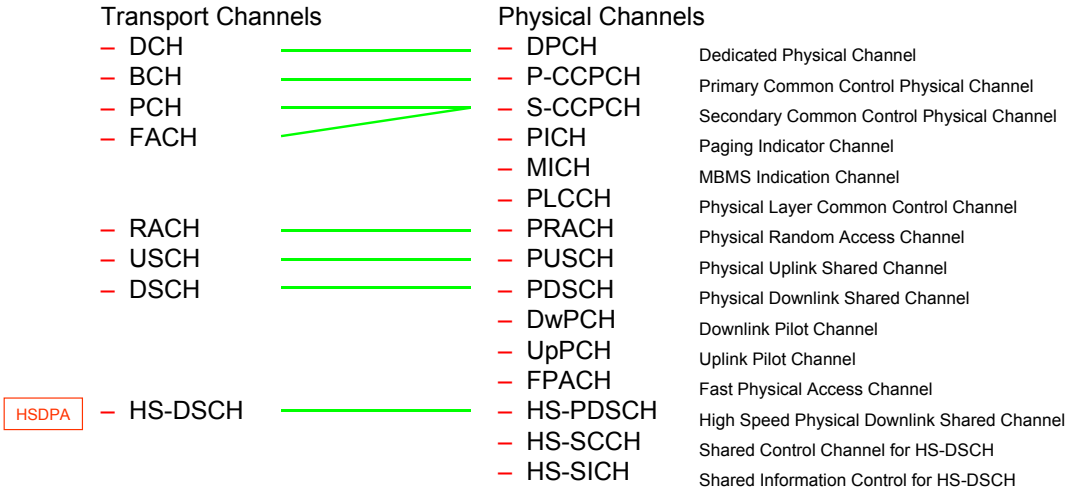 Transport Channels Physical Channels
– DCH – DPCH Dedicated Physical Channel
– BCH – P-CCPCH Primary Common Control Physical Channel
– PCH – S-CCPCH Secondary Common Control Physical Channel
– FACH – PICH Paging Indicator Channel
– MICH MBMS Indication Channel
– PLCCH Physical Layer Common Control Channel
– RACH – PRACH Physical Random Access Channel
– USCH – PUSCH Physical Uplink Shared Channel
– DSCH – PDSCH Physical Downlink Shared Channel
– DwPCH Downlink Pilot Channel
– UpPCH Uplink Pilot Channel
– FPACH Fast Physical Access Channel
HSDPA – HS-DSCH – HS-PDSCH High Speed Physical Downlink Shared Channel
– HS-SCCH Shared Control Channel for HS-DSCH
– HS-SICH Shared Information Control for HS-DSCH